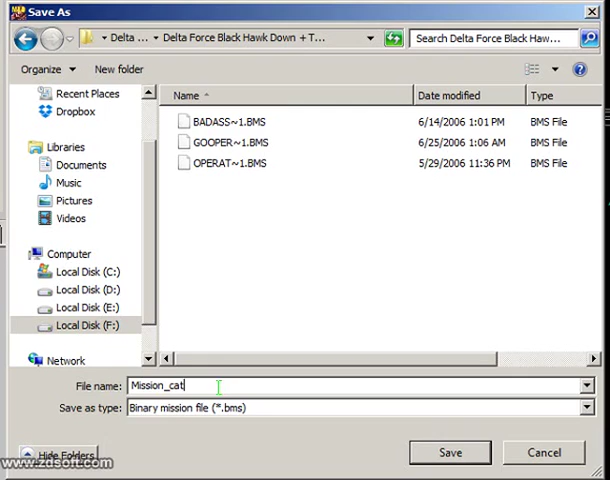 Save As
Delta ... Delta Force Black Hawk Down + T...
Search Delta Force Black Haw...
Organize New folder
Recent Places
Dropbox
Libraries
Documents
Music
Pictures
Videos
Computer
Local Disk (C:)
Local Disk (D:)
Local Disk (E:)
Local Disk (F:)
Network
Name Date modified Type
BADASS~1.BMS 6/14/2006 1:01 PM BMS File
GOOPER~1.BMS 6/25/2006 1:06 AM BMS File
OPERAT~1.BMS 5/29/2006 11:36 PM BMS File
File name: Mission_cat
Save as type: Binary mission file (*.bms)
Hide Folders Save Cancel
www.zdsoft.com